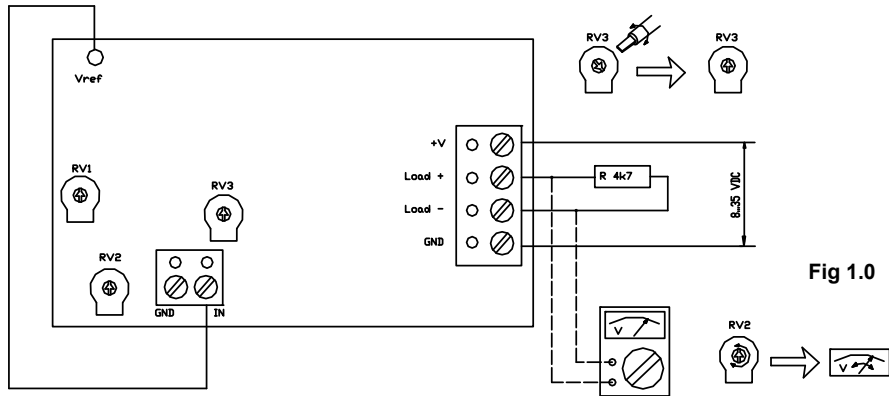 RV3
RV3
Vref
+V
Load +
R 4k7
8...35 VDC
RV1
RV3
Load -
GND
RV2
Fig 1.0
GND
IN
V
RV2
V